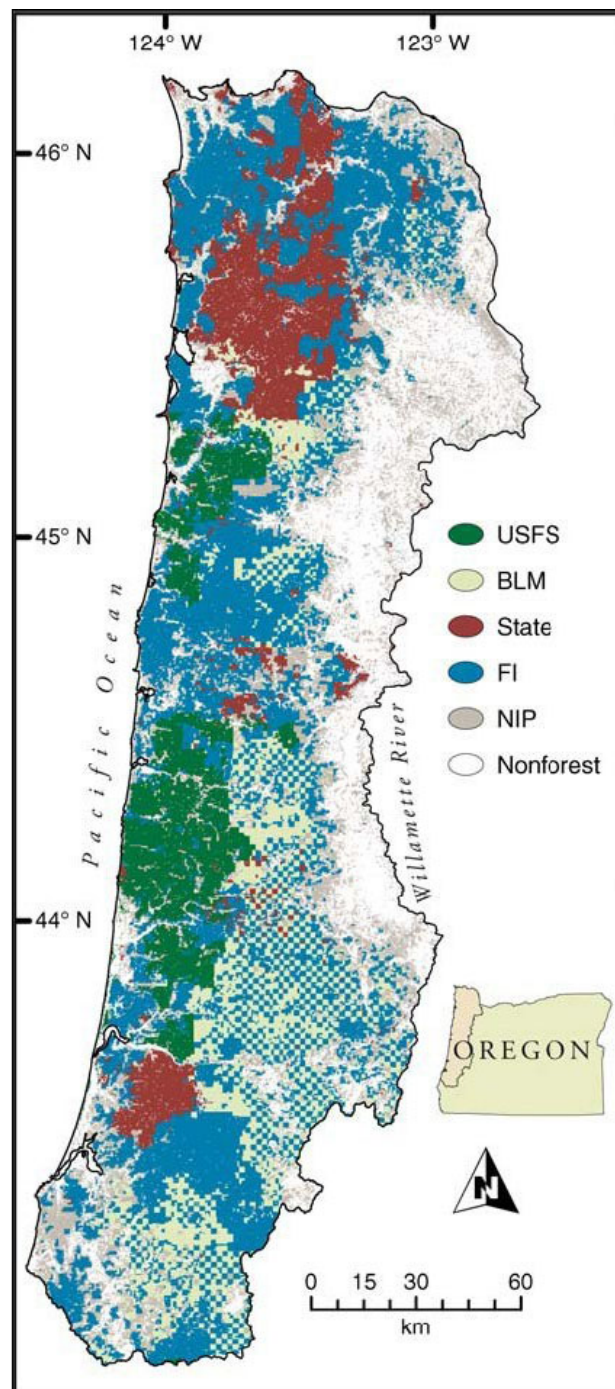 124° W
123° W
46° N
45° N
44° N
Pacific Ocean
Willamette River
USFS
BLM
State
FI
NIP
Nonforest
OREGON
N
0 15 30 60
km